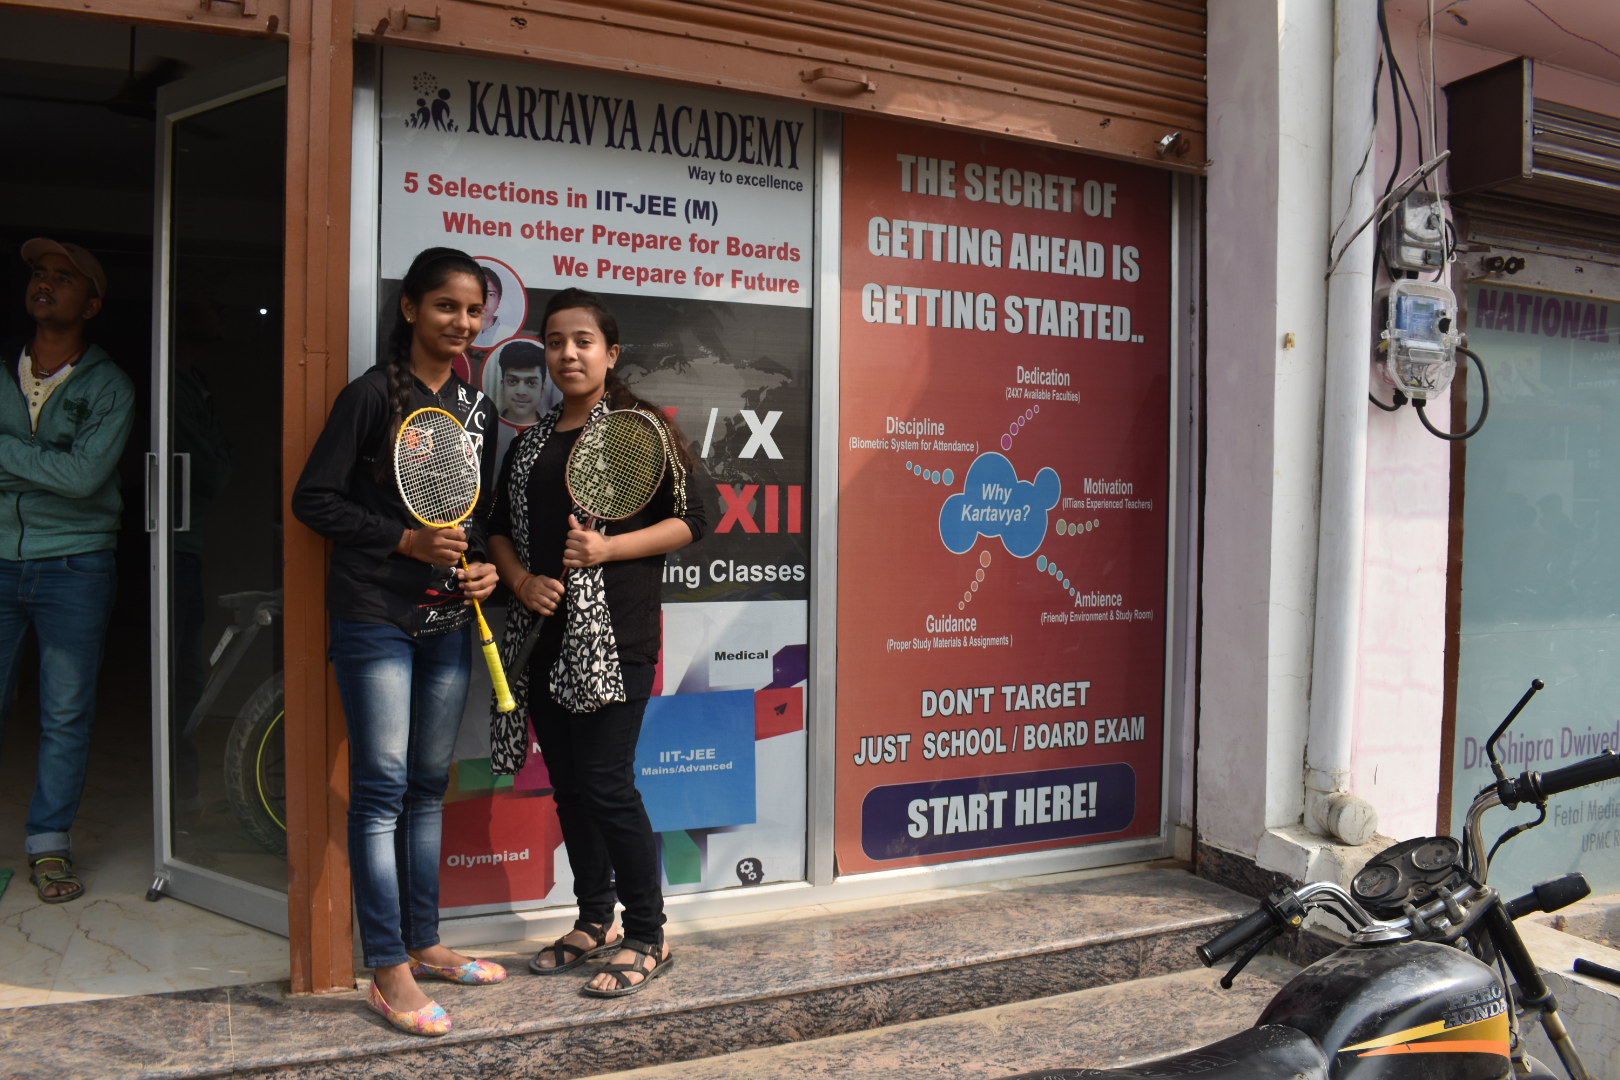 KARTAVYA ACADEMY
Way to excellence
5 Selections in IIT-JEE (M)
When other Prepare for Boards
We Prepare for Future
/ X
XII
ing Classes
Medical
IIT-JEE
Mains/Advanced
Olympiad
THE SECRET OF
GETTING AHEAD IS
GETTING STARTED..
Dedication
(24X7 Available Faculties)
Discipline
(Biometric System for Attendance )
Why
Kartavya?
Motivation
(IITians Experienced Teachers)
Ambience
(Friendly Environment & Study Room)
Guidance
(Proper Study Materials & Assignments )
DON'T TARGET
JUST SCHOOL / BOARD EXAM
START HERE!
NATIONAL
Dr. Shipra Dwived
Fetal Medic
UPMC
HERO
HONDA